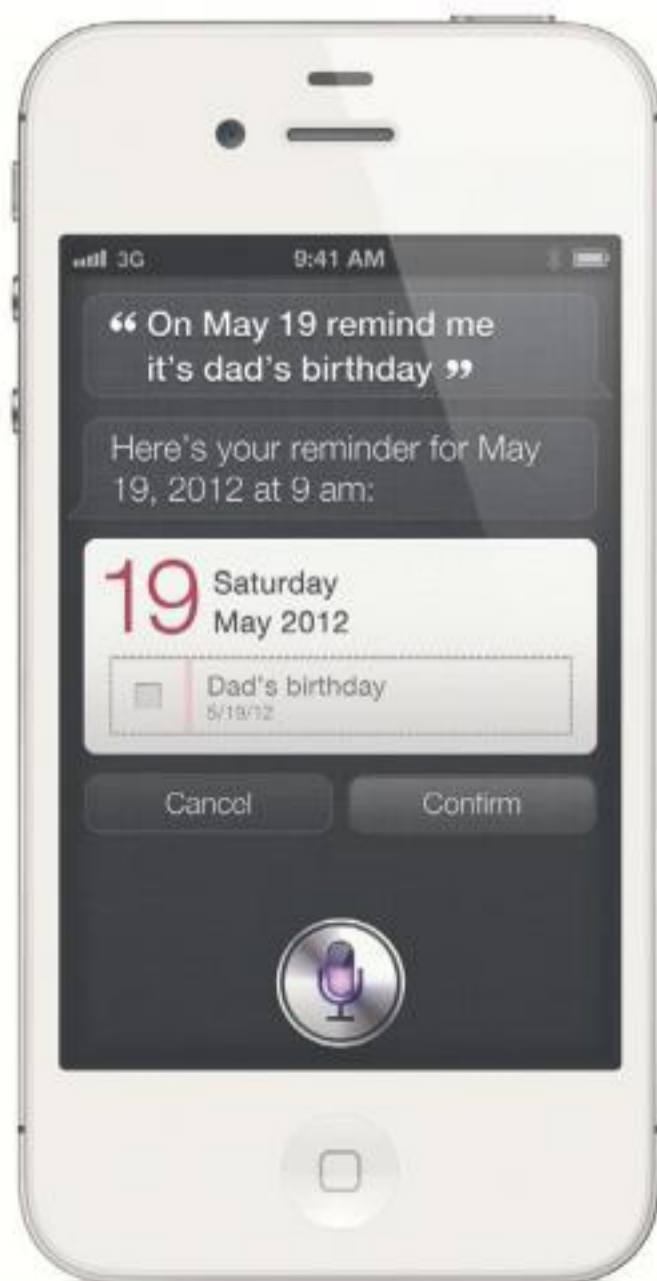 3G 9:41 AM
“ On May 19 remind me
it's dad's birthday ”
Here's your reminder for May
19, 2012 at 9 am:
19 Saturday
May 2012
Dad's birthday
5/19/12
Cancel Confirm